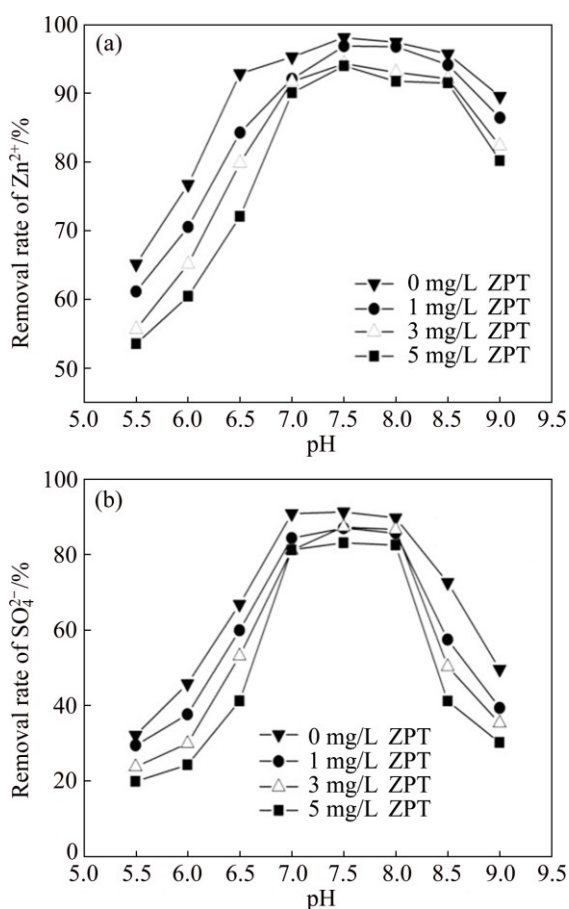 (a)
Removal rate of Zn²⁺/%
100
90
80
70
60
50
0 mg/L ZPT
1 mg/L ZPT
3 mg/L ZPT
5 mg/L ZPT
5.0 5.5 6.0 6.5 7.0 7.5 8.0 8.5 9.0 9.5
pH
(b)
Removal rate of SO₄²⁻/%
100
80
60
40
20
0
0 mg/L ZPT
1 mg/L ZPT
3 mg/L ZPT
5 mg/L ZPT
5.0 5.5 6.0 6.5 7.0 7.5 8.0 8.5 9.0 9.5
pH